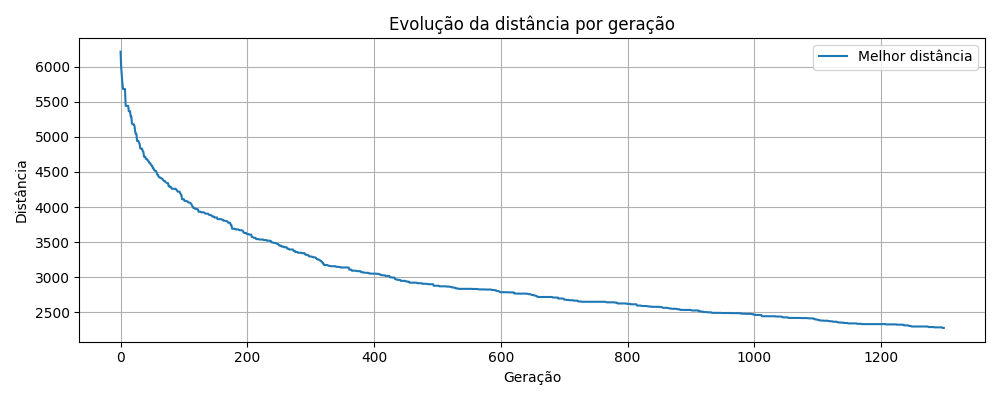 Evolução da distância por geração
Melhor distância
Distância
6000
5500
5000
4500
4000
3500
3000
2500
0 200 400 600 800 1000 1200
Geração